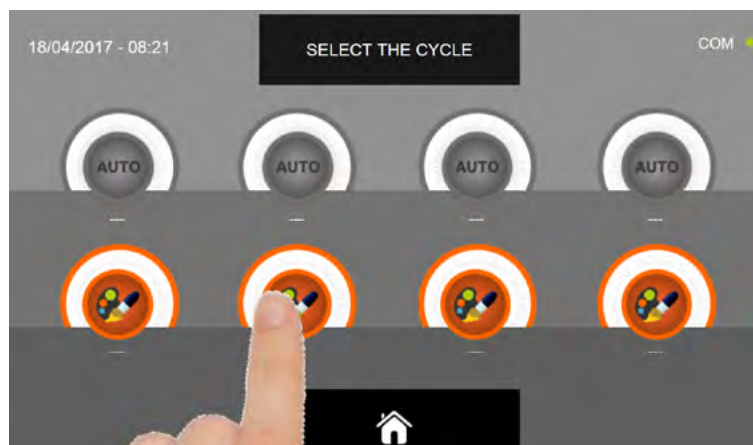 18/04/2017 - 08:21
SELECT THE CYCLE
COM
AUTO
AUTO
AUTO
AUTO
---
---
---
---
---
---
---
---